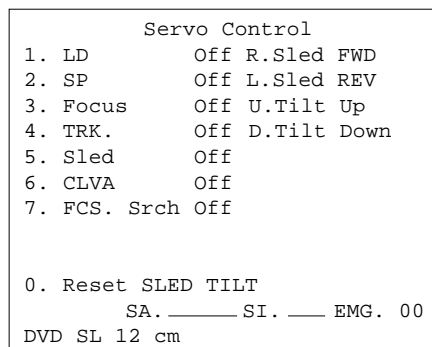 Servo Control
1. LD Off R.Sled FWD
2. SP Off L.Sled REV
3. Focus Off U.Tilt Up
4. TRK. Off D.Tilt Down
5. Sled Off
6. CLVA Off
7. FCS. Srch Off
0. Reset SLED TILT
SA. ______ SI. ___ EMG. 00
DVD SL 12 cm